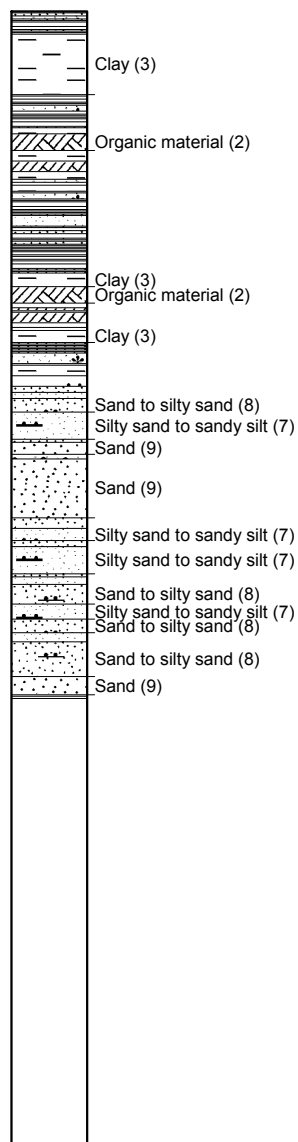 Clay (3)
Organic material (2)
Clay (3)
Organic material (2)
Clay (3)
Sand to silty sand (8)
Silty sand to sandy silt (7)
Sand (9)
Sand (9)
Silty sand to sandy silt (7)
Silty sand to sandy silt (7)
Sand to silty sand (8)
Silty sand to sandy silt (7)
Sand to silty sand (8)
Sand to silty sand (8)
Sand (9)